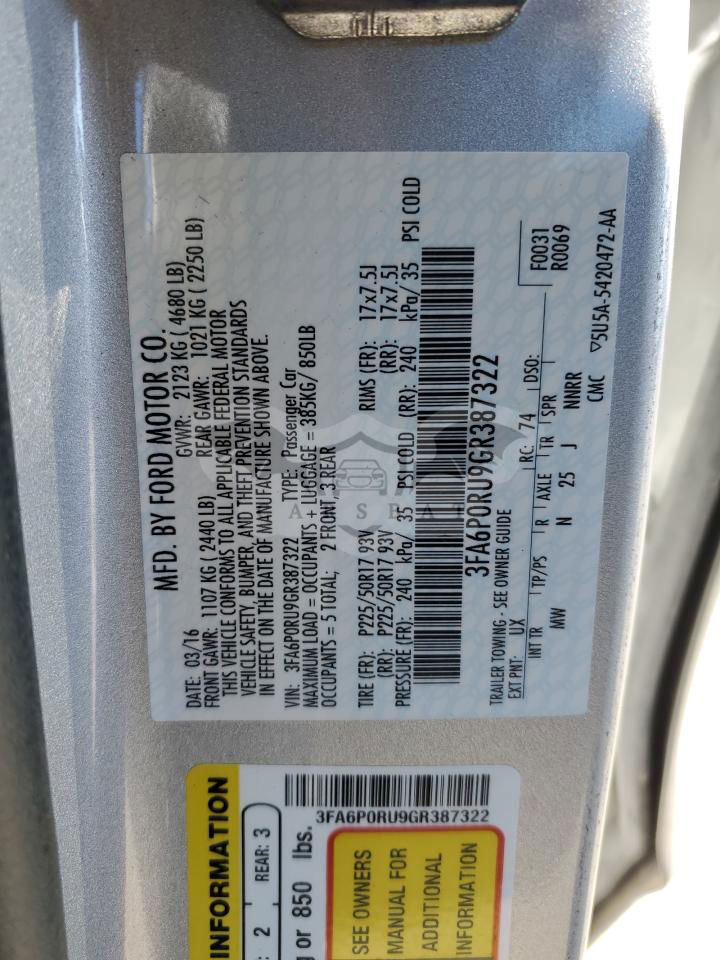 MFD. BY FORD MOTOR CO.
DATE: 03/16 GVWR: 2123 KG ( 4680 LB)
FRONT GAWR: 1107 KG ( 2440 LB) REAR GAWR: 1021 KG ( 2250 LB)
THIS VEHICLE CONFORMS TO ALL APPLICABLE FEDERAL MOTOR
VEHICLE SAFETY, BUMPER, AND THEFT PREVENTION STANDARDS
IN EFFECT ON THE DATE OF MANUFACTURE SHOWN ABOVE.
VIN: 3FA6P0RU9GR387322 TYPE: Passenger Car
MAXIMUM LOAD = OCCUPANTS + LUGGAGE = 385KG/ 850LB
OCCUPANTS = 5 TOTAL; 2 FRONT 3 REAR
TIRE (FR): P225/50R17 93V RIMS (FR): 17x7.5J
(RR): P225/50R17 93V (RR): 17x7.5J
PRESSURE (FR): 240 kPa/ 35 PSI COLD (RR): 240 kPa/ 35 PSI COLD
3FA6P0RU9GR387322
TRAILER TOWING - SEE OWNER GUIDE F0031
R0069
EXT PNT: UX RC: 74 DSO:
INT TR TP/PS R AXLE TR SPR
MW N 25 J NNRR
CMC ▽5U5A-5420472-AA
INFORMATION
: 2 REAR: 3
g or 850 lbs.
3FA6P0RU9GR387322
SEE OWNERS
MANUAL FOR
ADDITIONAL
INFORMATION